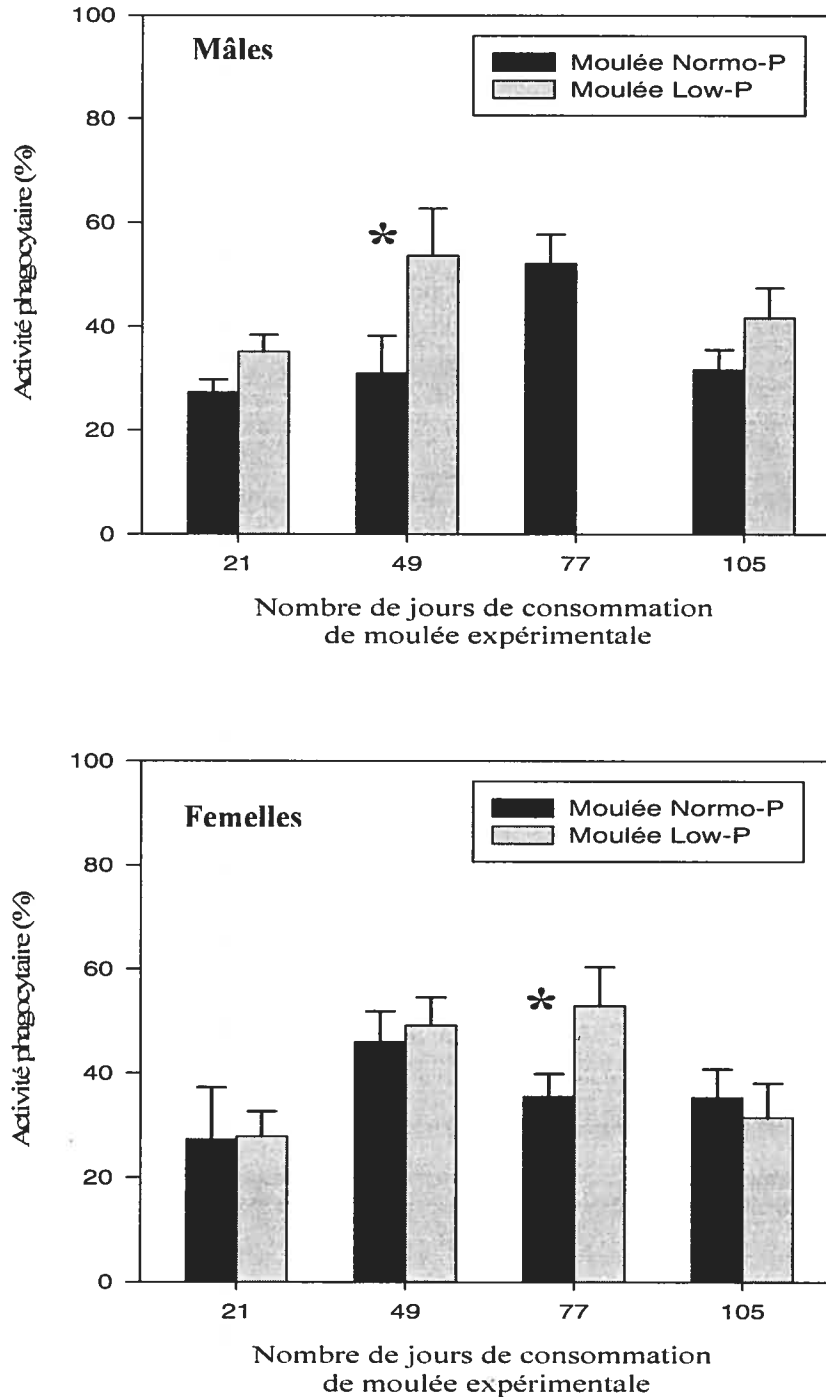 100
Mâles
Moulée Normo-P
Moulée Low-P
80
60
*
40
20
0
Activité phagocytaire (%)
21
49
77
105
Nombre de jours de consommation
de moulée expérimentale
100
Femelles
Moulée Normo-P
Moulée Low-P
80
60
*
40
20
0
Activité phagocytaire (%)
21
49
77
105
Nombre de jours de consommation
de moulée expérimentale